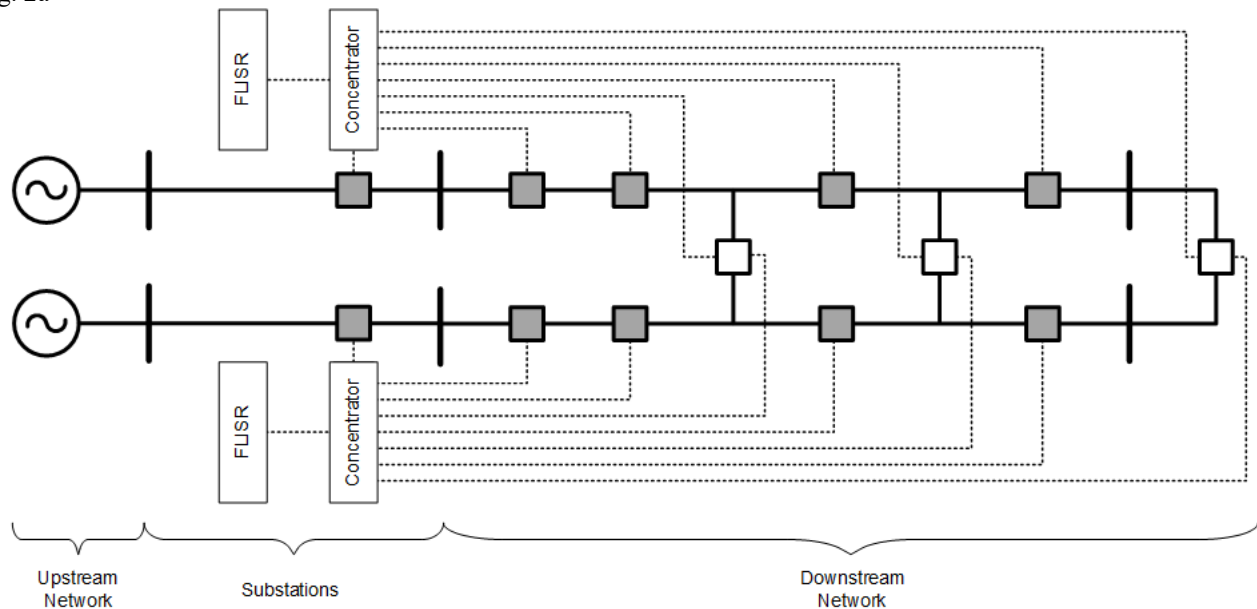 FLISR
Concentrator
FLISR
Concentrator
Upstream
Network
Substations
Downstream
Network